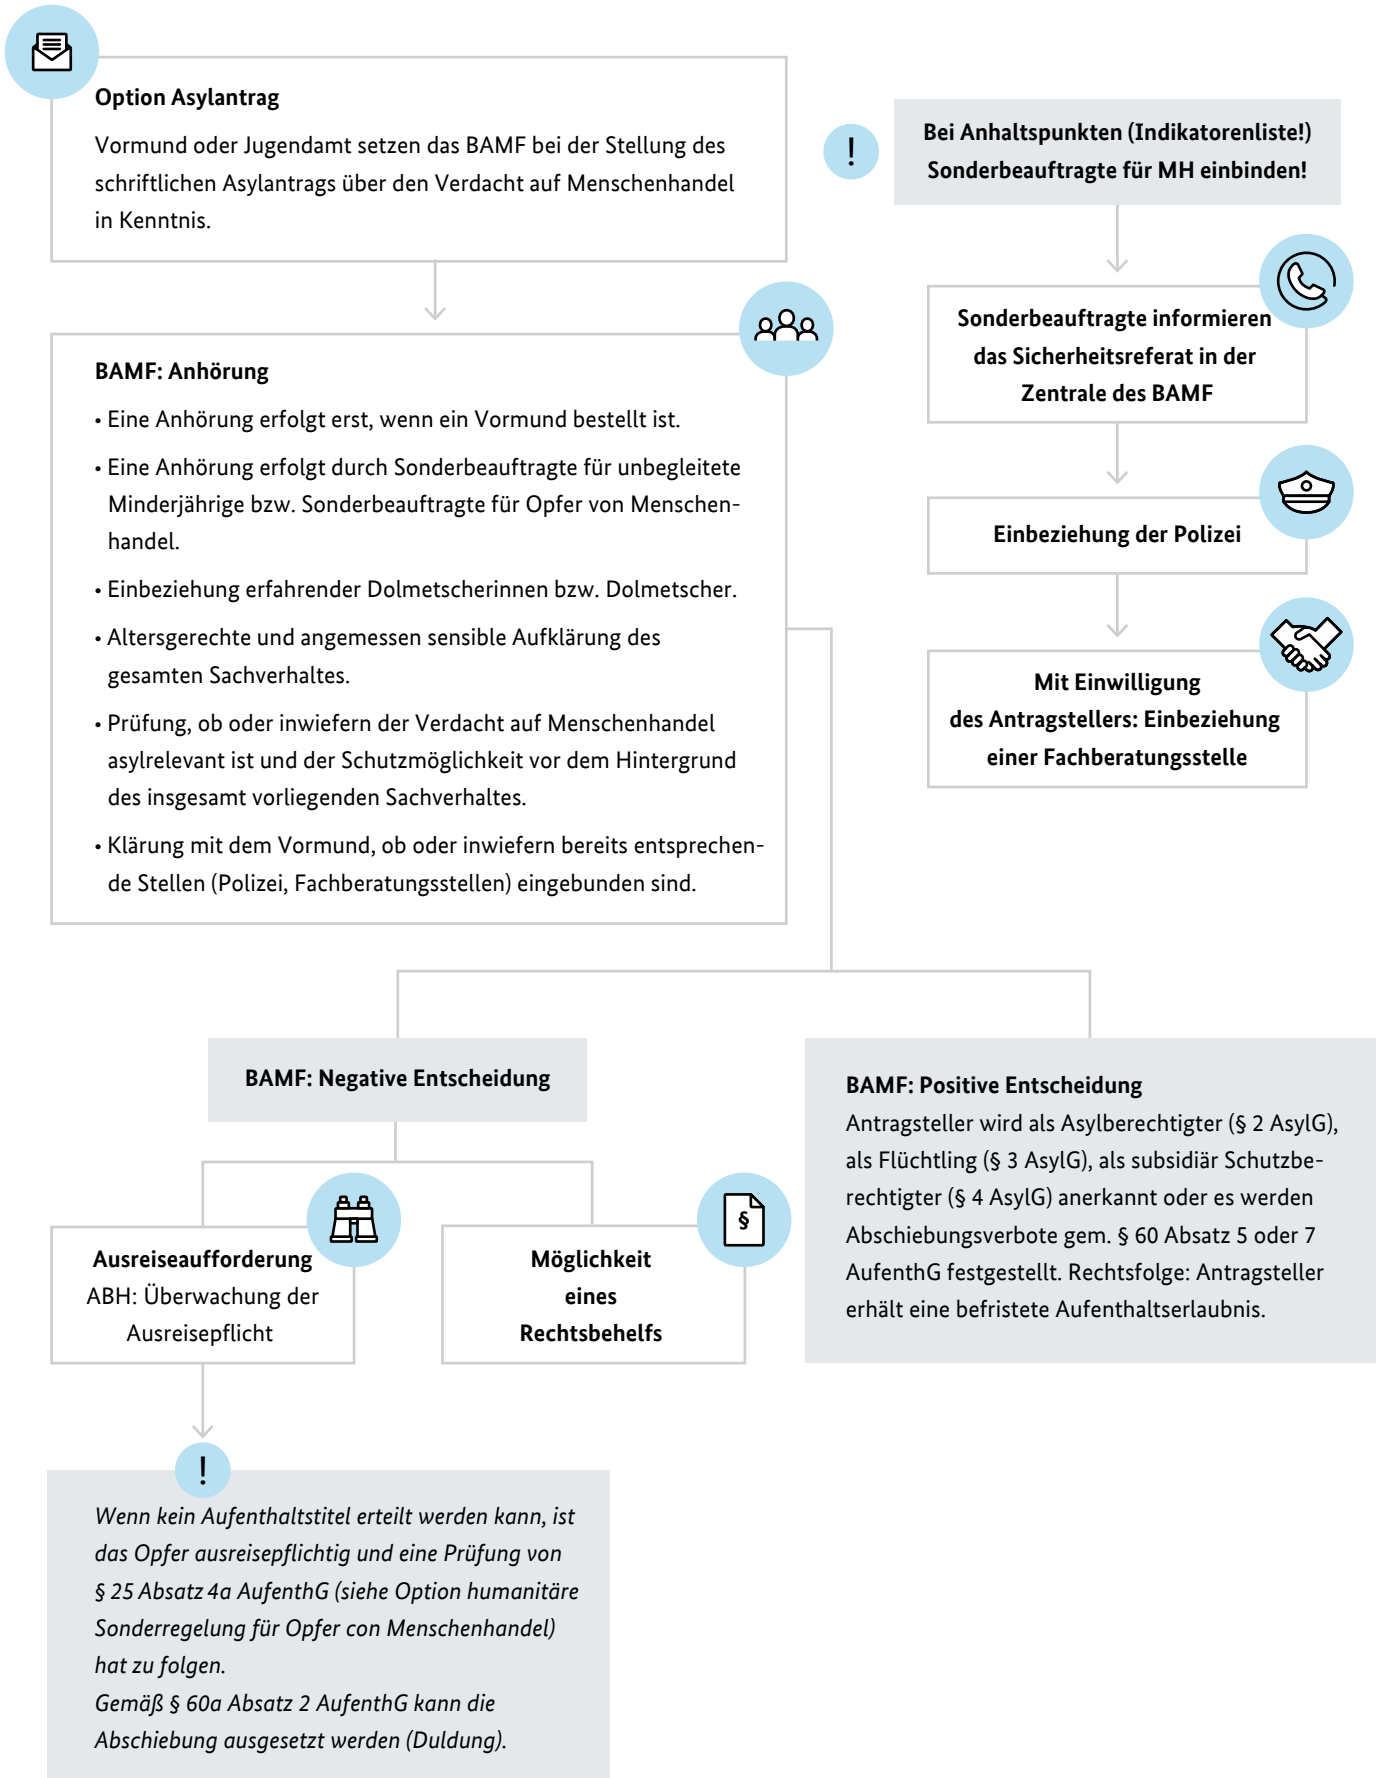 Option Asylantrag
Vormund oder Jugendamt setzen das BAMF bei der Stellung des
schriftlichen Asylantrags über den Verdacht auf Menschenhandel
in Kenntnis.
BAMF: Anhörung
• Eine Anhörung erfolgt erst, wenn ein Vormund bestellt ist.
• Eine Anhörung erfolgt durch Sonderbeauftragte für unbegleitete
Minderjährige bzw. Sonderbeauftragte für Opfer von Menschen-
handel.
• Einbeziehung erfahrender Dolmetscherinnen bzw. Dolmetscher.
• Altersgerechte und angemessen sensible Aufklärung des
gesamten Sachverhaltes.
• Prüfung, ob oder inwiefern der Verdacht auf Menschenhandel
asylrelevant ist und der Schutzmöglichkeit vor dem Hintergrund
des insgesamt vorliegenden Sachverhaltes.
• Klärung mit dem Vormund, ob oder inwiefern bereits entsprechen-
de Stellen (Polizei, Fachberatungsstellen) eingebunden sind.
!
Bei Anhaltspunkten (Indikatorenliste!)
Sonderbeauftragte für MH einbinden!
Sonderbeauftragte informieren
das Sicherheitsreferat in der
Zentrale des BAMF
Einbeziehung der Polizei
Mit Einwilligung
des Antragstellers: Einbeziehung
einer Fachberatungsstelle
BAMF: Negative Entscheidung
Ausreiseaufforderung
ABH: Überwachung der
Ausreisepflicht
§
Möglichkeit
eines
Rechtsbehelfs
BAMF: Positive Entscheidung
Antragsteller wird als Asylberechtigter (§ 2 AsylG),
als Flüchtling (§ 3 AsylG), als subsidiär Schutzbe-
rechtigter (§ 4 AsylG) anerkannt oder es werden
Abschiebungsverbote gem. § 60 Absatz 5 oder 7
AufenthG festgestellt. Rechtsfolge: Antragsteller
erhält eine befristete Aufenthaltserlaubnis.
!
Wenn kein Aufenthaltstitel erteilt werden kann, ist
das Opfer ausreisepflichtig und eine Prüfung von
§ 25 Absatz 4a AufenthG (siehe Option humanitäre
Sonderregelung für Opfer con Menschenhandel)
hat zu folgen.
Gemäß § 60a Absatz 2 AufenthG kann die
Abschiebung ausgesetzt werden (Duldung).